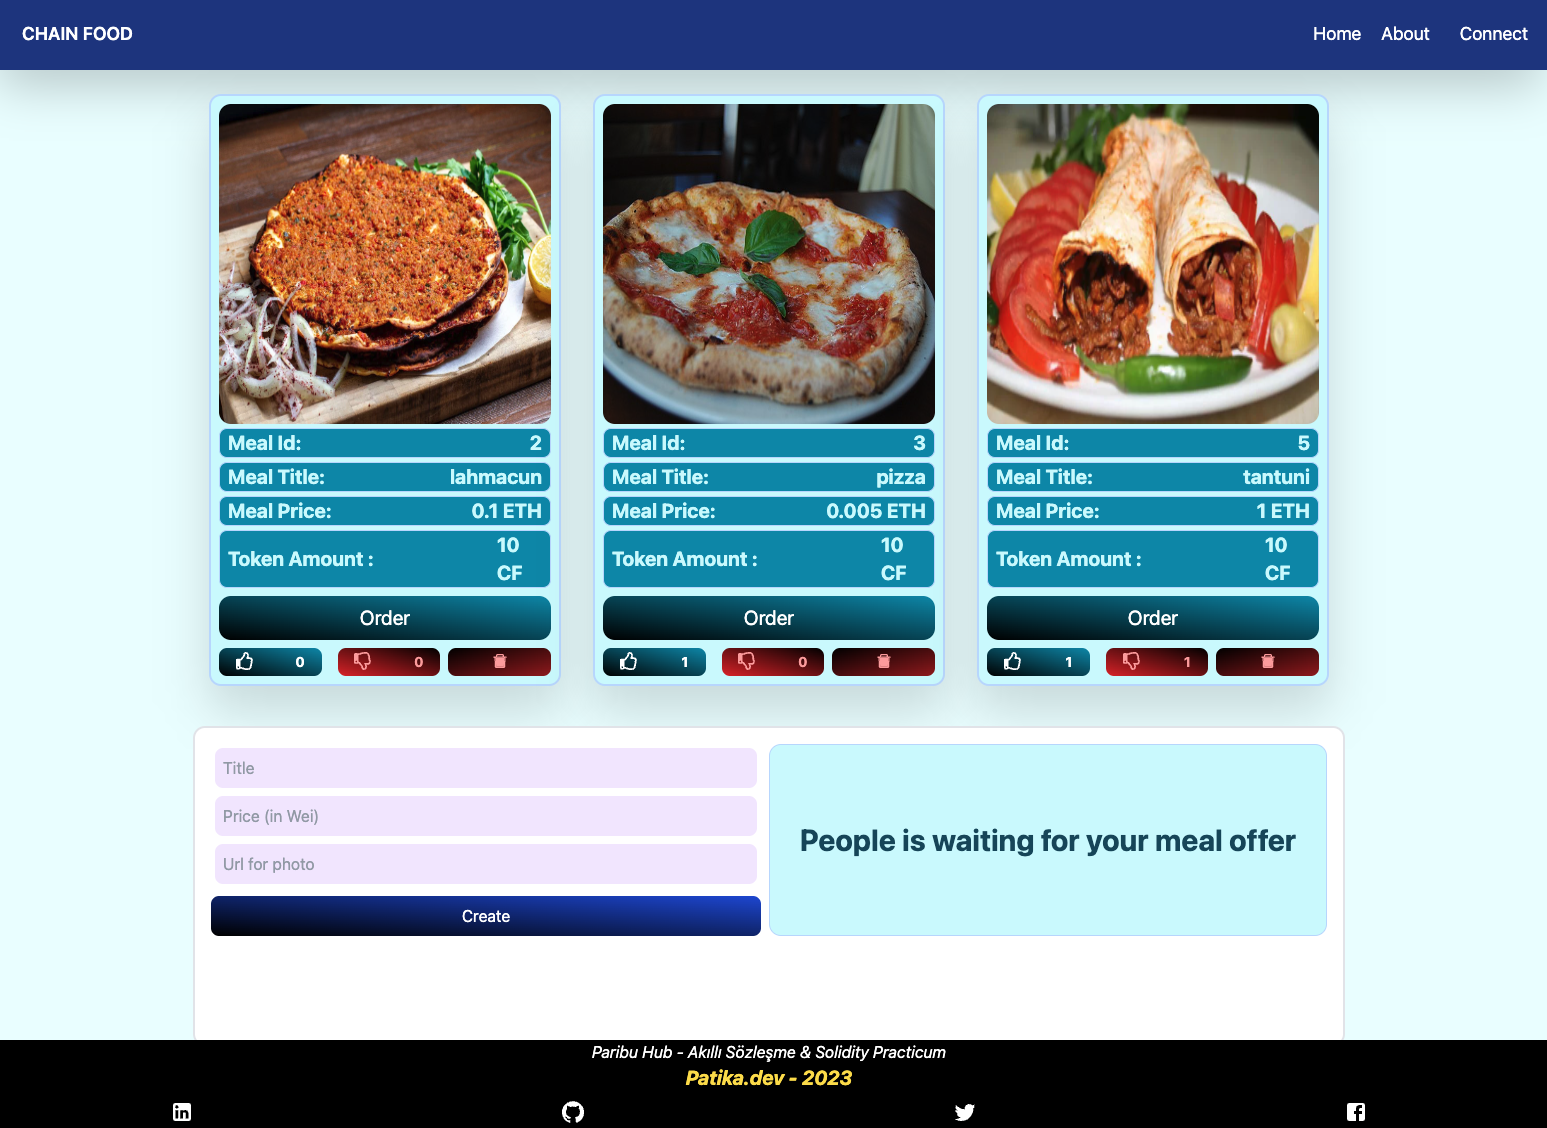 CHAIN FOOD
Home About Connect
Meal Id: 2
Meal Title: lahmacun
Meal Price: 0.1 ETH
Token Amount : 10 CF
Order
0 0
Meal Id: 3
Meal Title: pizza
Meal Price: 0.005 ETH
Token Amount : 10 CF
Order
1 0
Meal Id: 5
Meal Title: tantuni
Meal Price: 1 ETH
Token Amount : 10 CF
Order
1 1
Title
Price (in Wei)
Url for photo
Create
People is waiting for your meal offer
Paribu Hub - Akıllı Sözleşme & Solidity Practicum
Patika.dev - 2023